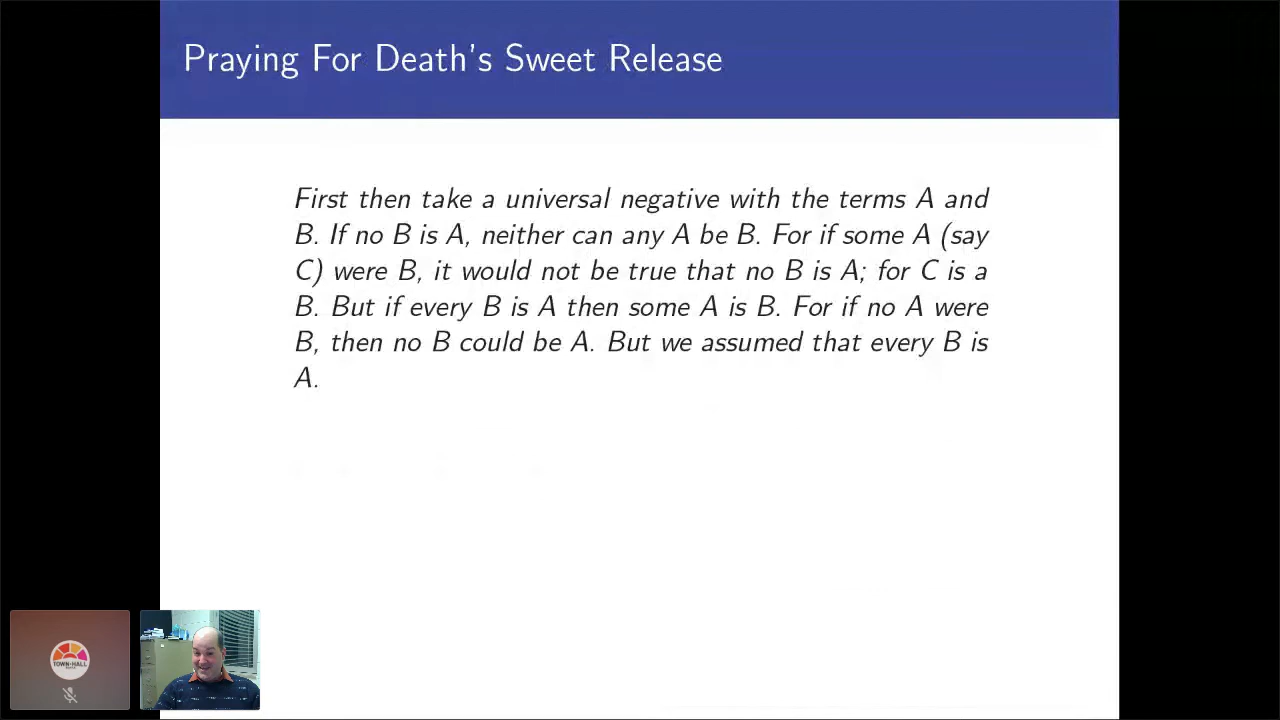 Praying For Death's Sweet Release
First then take a universal negative with the terms A and
B. If no B is A, neither can any A be B. For if some A (say
C) were B, it would not be true that no B is A; for C is a
B. But if every B is A then some A is B. For if no A were
B, then no B could be A. But we assumed that every B is
A.
TOWN HALL